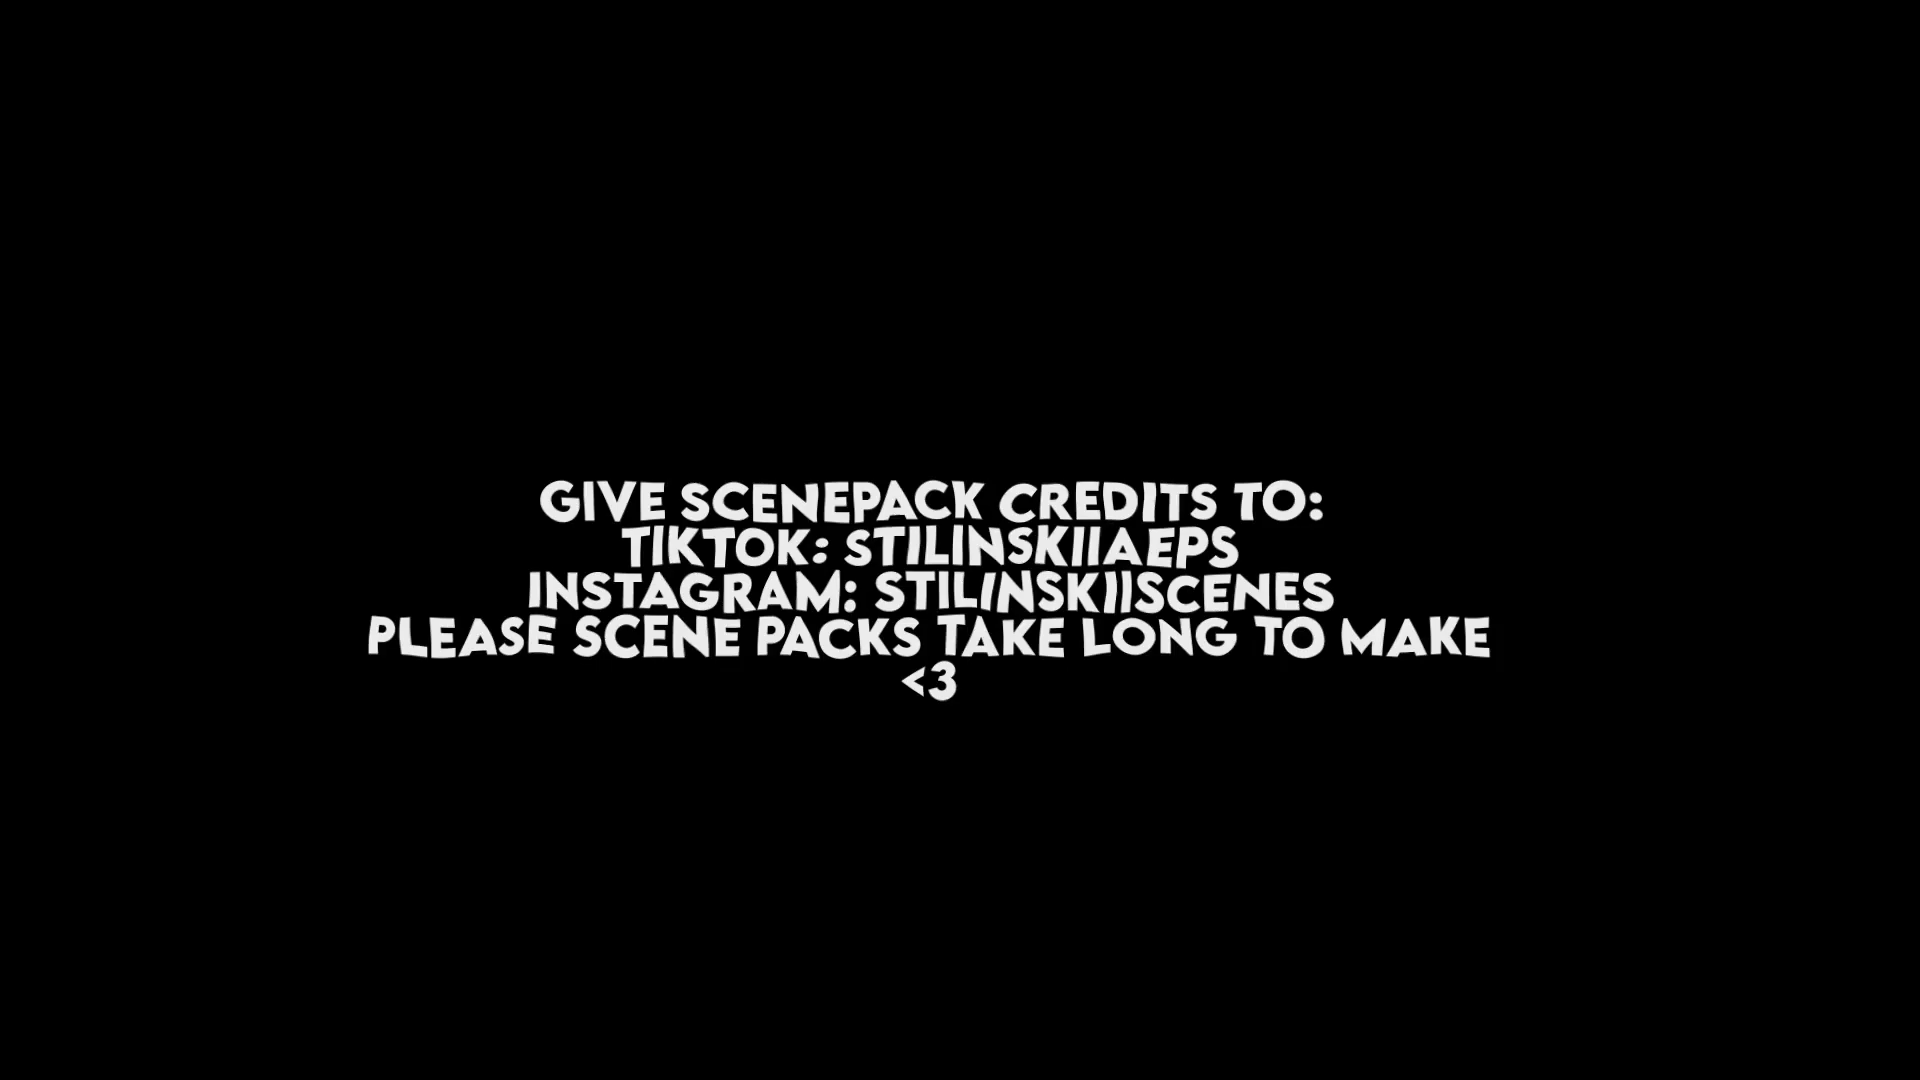 GIVE SCENEPACK CREDITS TO:
TIKTOK: STILINSKIIAEPS
INSTAGRAM: STILINSKIISCENES
PLEASE SCENE PACKS TAKE LONG TO MAKE
<3